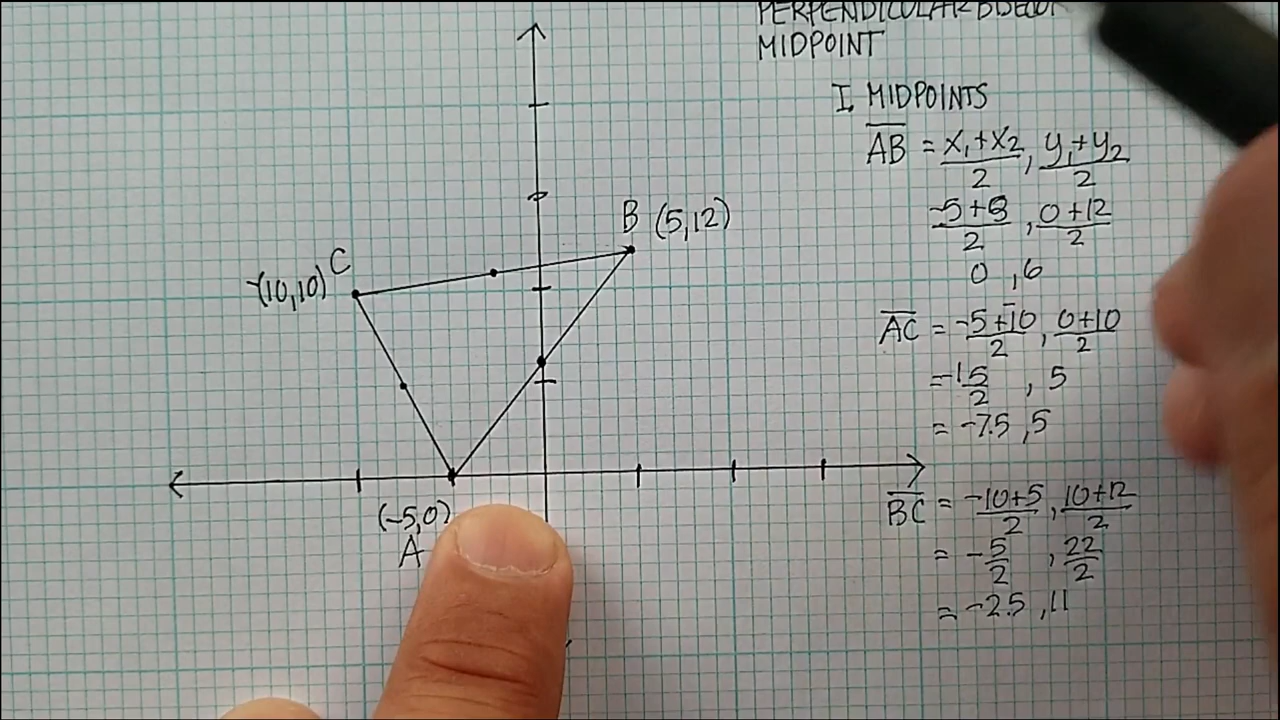 PERPENDICULAR BISECT
MIDPOINT
I. MIDPOINTS
AB = x₁+x₂/2, y₁+y₂/2
-5+5/2, 0+12/2
0, 6
AC = -5+-10/2, 0+10/2
= -15/2, 5
= -7.5, 5
BC = -10+5/2, 10+12/2
= -5/2, 22/2
= -2.5, 11
B (5,12)
C
-(10,10)
(-5,0)
A